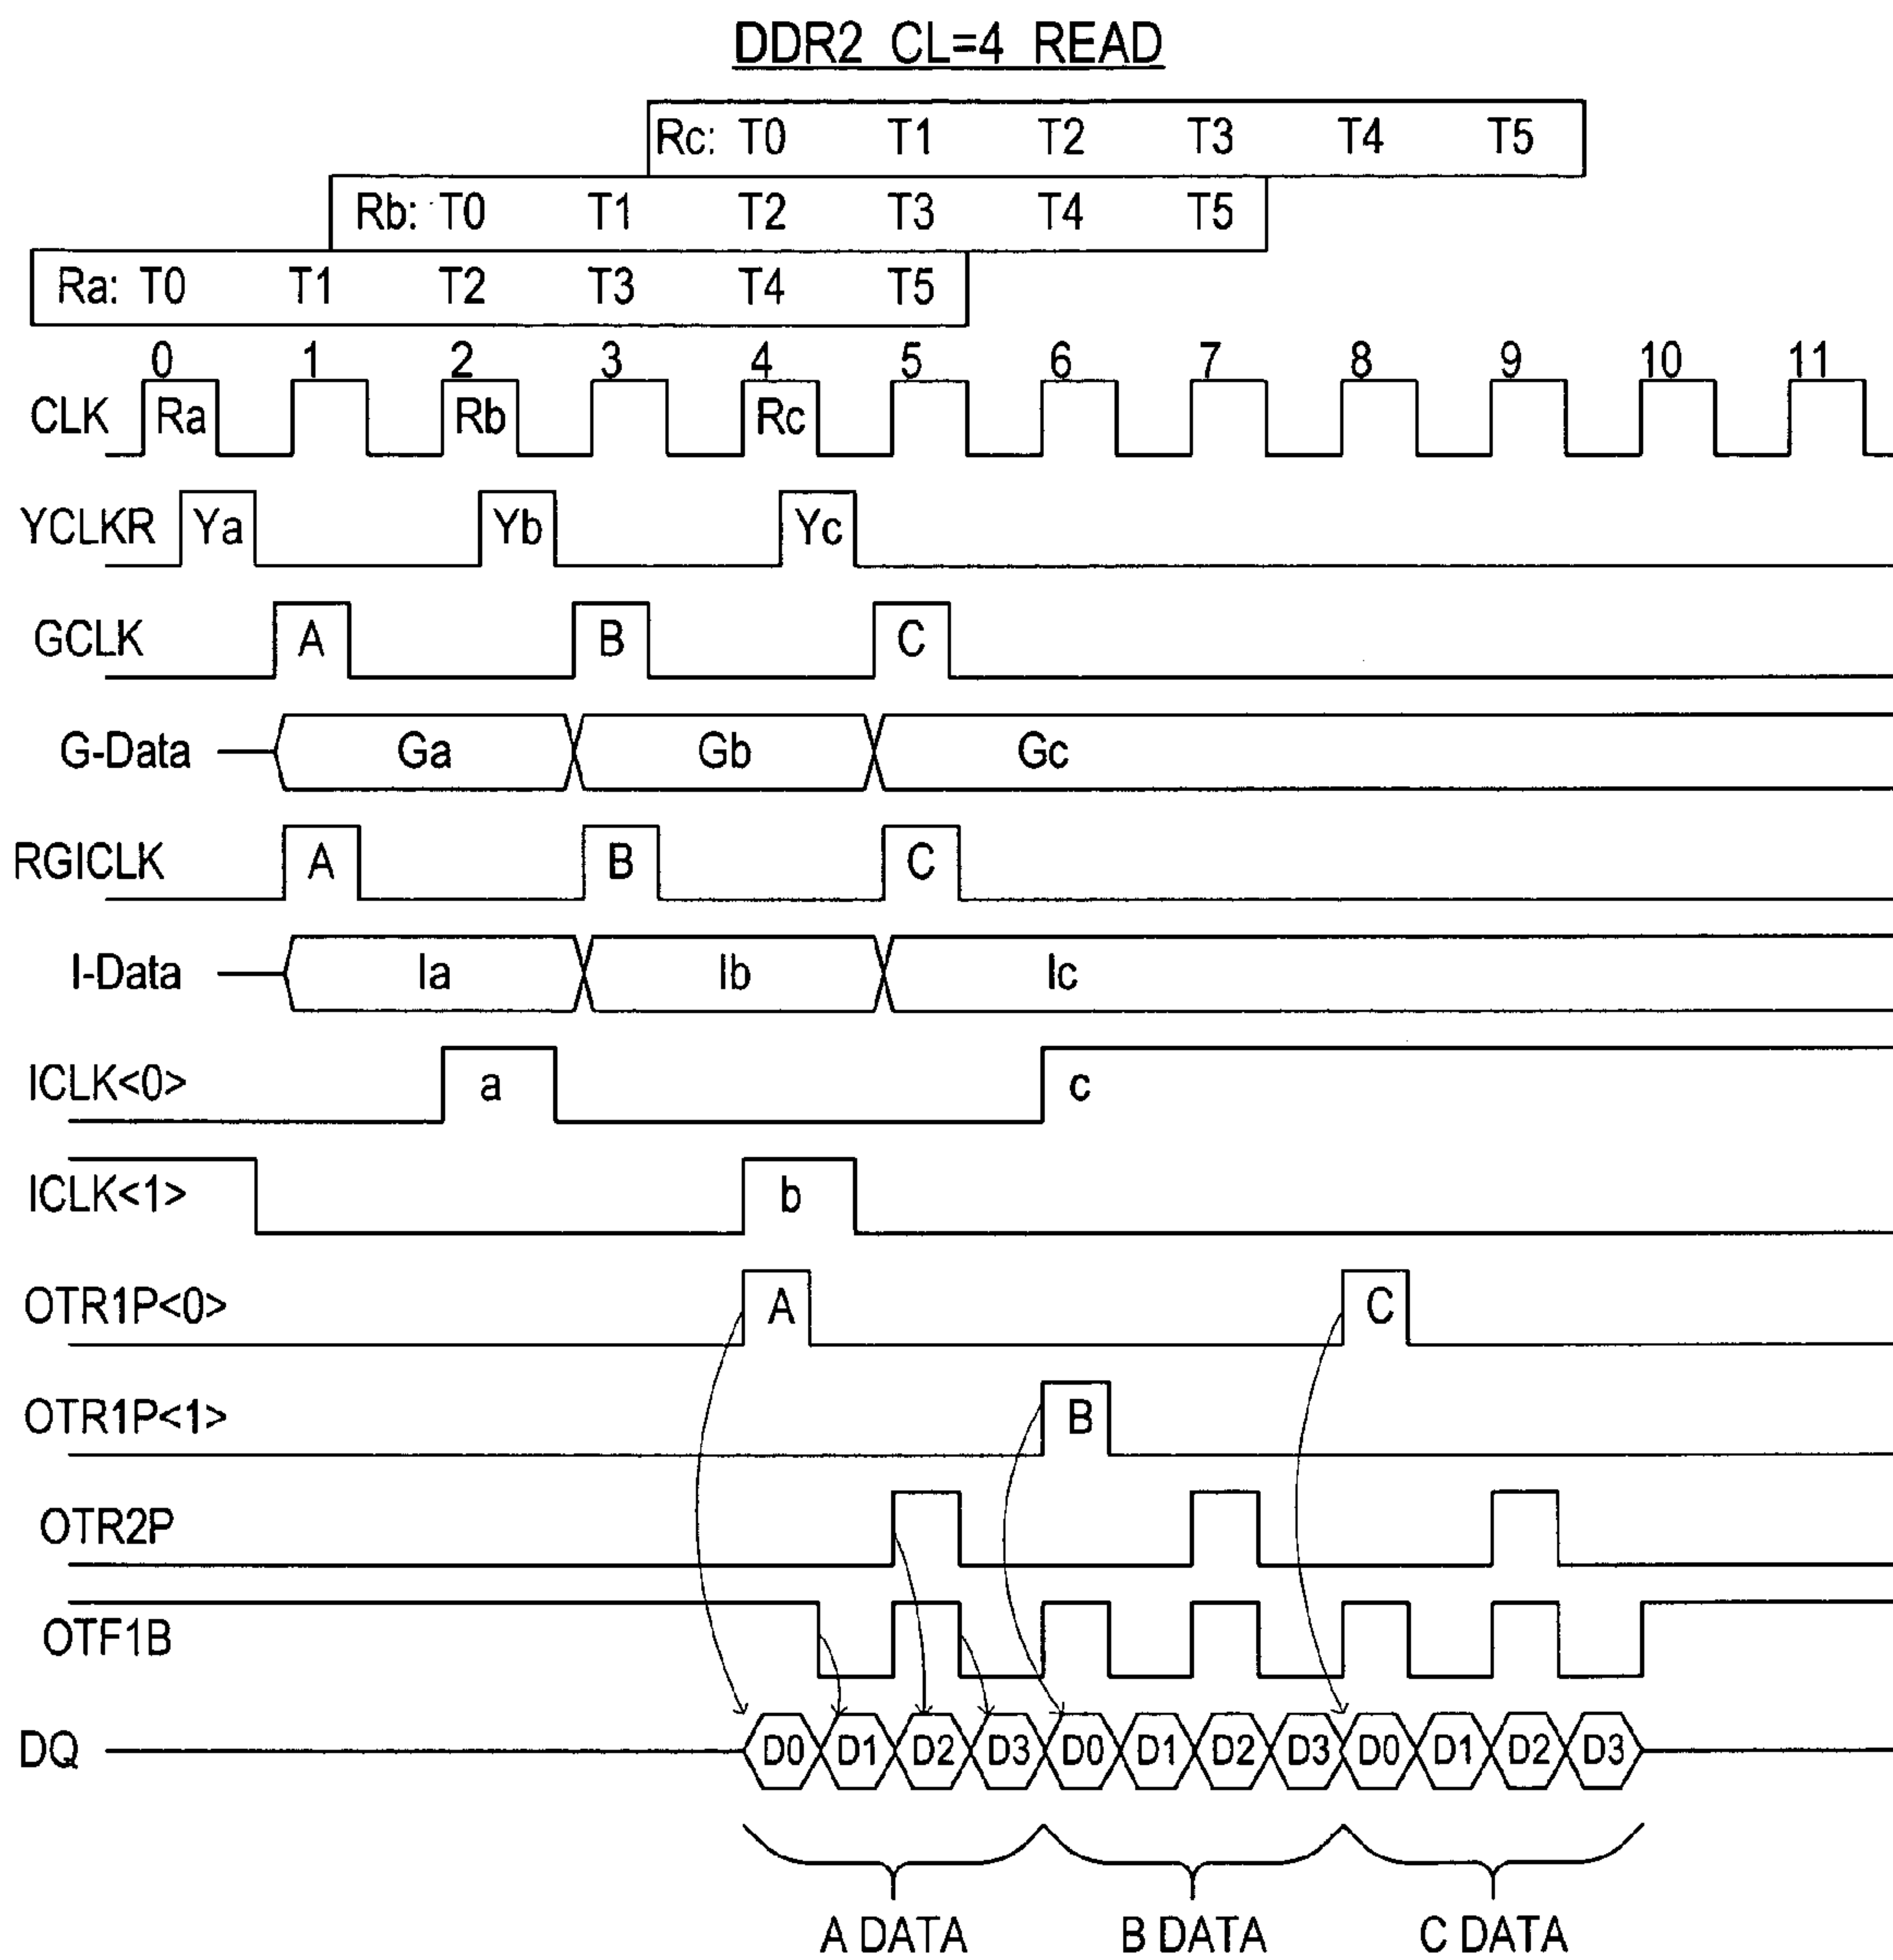 DDR2 CL=4 READ
Rc: T0 T1 T2 T3 T4 T5
Rb: T0 T1 T2 T3 T4 T5
Ra: T0 T1 T2 T3 T4 T5
0 1 2 3 4 5 6 7 8 9 10 11
CLK Ra Rb Rc
YCLKR Ya Yb Yc
GCLK A B C
G-Data Ga Gb Gc
RGICLK A B C
I-Data Ia Ib Ic
ICLK<0> a c
ICLK<1> b
OTR1P<0> A C
OTR1P<1> B
OTR2P
OTF1B
DQ D0 D1 D2 D3 D0 D1 D2 D3 D0 D1 D2 D3
A DATA B DATA C DATA